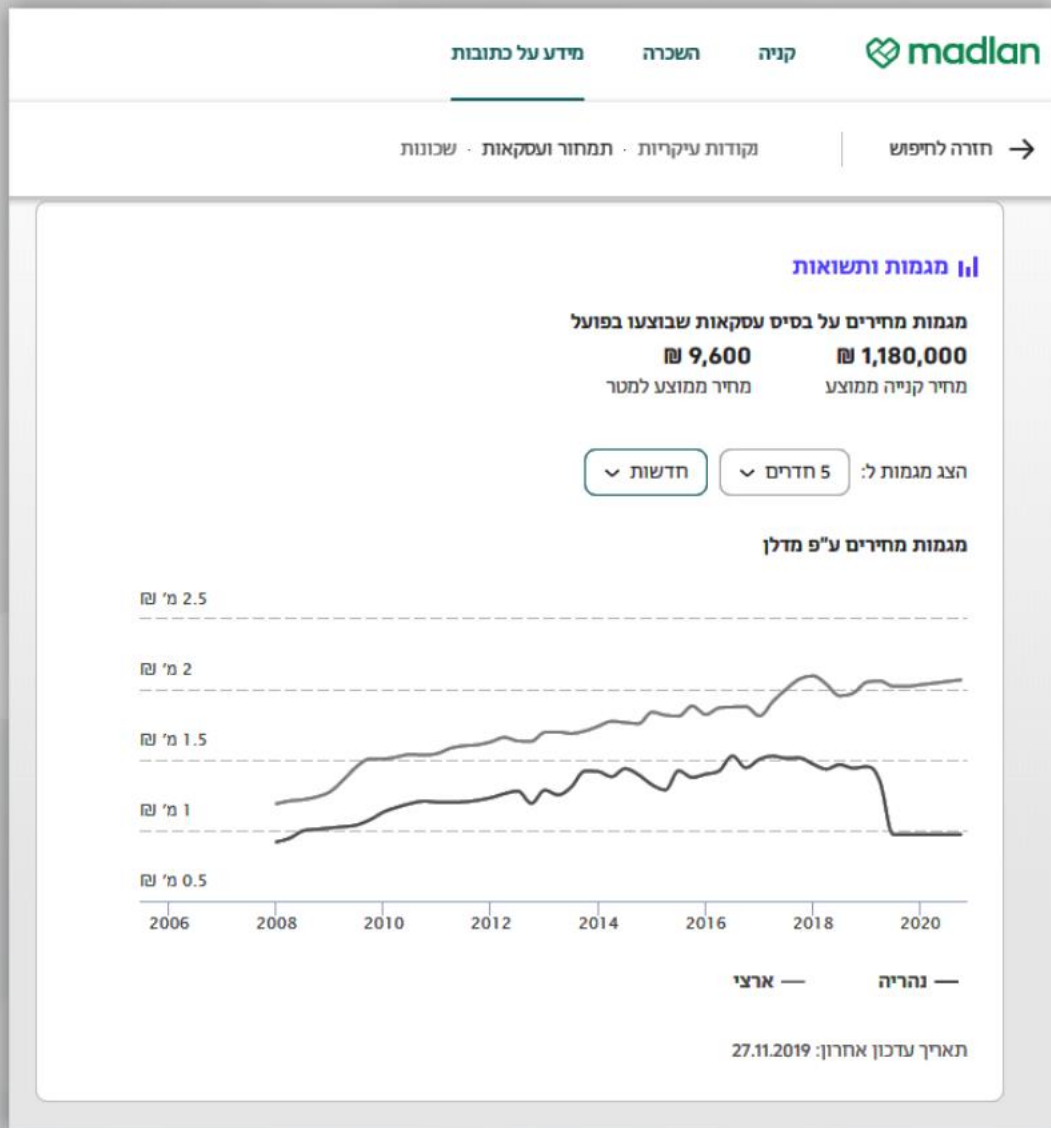 madlan
קניה
השכרה
מידע על כתובות
חזרה לחיפוש
נקודות עיקריות · תמחור ועסקאות · שכונות
מגמות ותשואות
מגמות מחירים על בסיס עסקאות שבוצעו בפועל
1,180,000 ₪
9,600 ₪
מחיר קנייה ממוצע
מחיר ממוצע למטר
הצג מגמות ל:
5 חדרים
חדשות
מגמות מחירים ע"פ מדלן
2.5 מ' ₪
2 מ' ₪
1.5 מ' ₪
1 מ' ₪
0.5 מ' ₪
2006 2008 2010 2012 2014 2016 2018 2020
נהריה
ארצי
תאריך עדכון אחרון: 27.11.2019